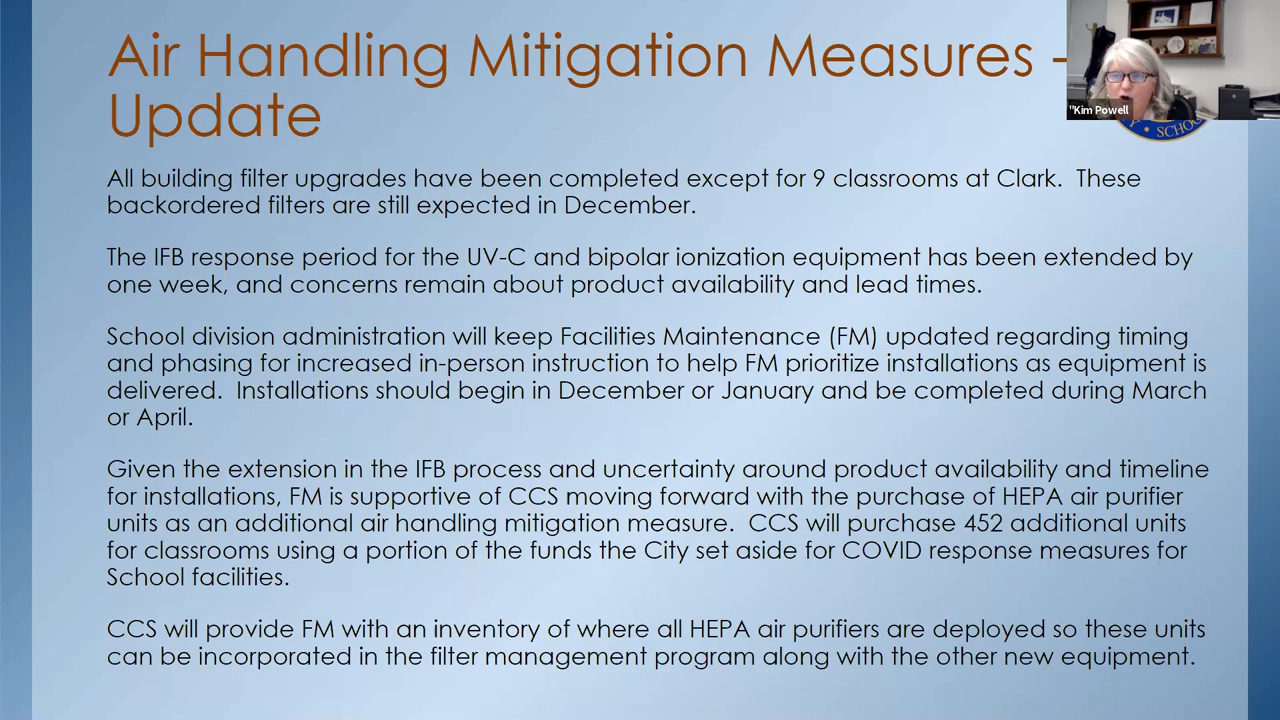 Air Handling Mitigation Measures -
Update
"Kim Powell
SCHO
All building filter upgrades have been completed except for 9 classrooms at Clark.  These
backordered filters are still expected in December.
The IFB response period for the UV-C and bipolar ionization equipment has been extended by
one week, and concerns remain about product availability and lead times.
School division administration will keep Facilities Maintenance (FM) updated regarding timing
and phasing for increased in-person instruction to help FM prioritize installations as equipment is
delivered.  Installations should begin in December or January and be completed during March
or April.
Given the extension in the IFB process and uncertainty around product availability and timeline
for installations, FM is supportive of CCS moving forward with the purchase of HEPA air purifier
units as an additional air handling mitigation measure.  CCS will purchase 452 additional units
for classrooms using a portion of the funds the City set aside for COVID response measures for
School facilities.
CCS will provide FM with an inventory of where all HEPA air purifiers are deployed so these units
can be incorporated in the filter management program along with the other new equipment.